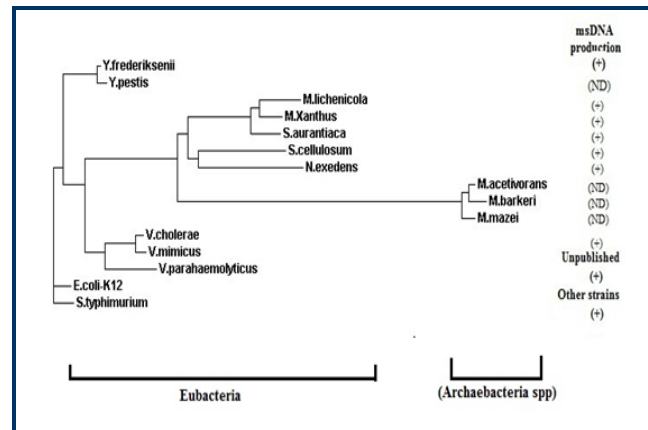 msDNA
production
Y.frederiksenii (+)
Y.pestis (ND)
M.lichenicola (+)
M.Xanthus (+)
S.aurantiaca (+)
S.cellulosum (+)
N.exedens (+)
M.acetivorans (ND)
M.barkeri (ND)
M.mazei (ND)
V.cholerae (+)
V.mimicus Unpublished
V.parahaemolyticus (+)
E.coli-K12 Other strains
S.typhimurium (+)
Eubacteria (Archaebacteria spp)